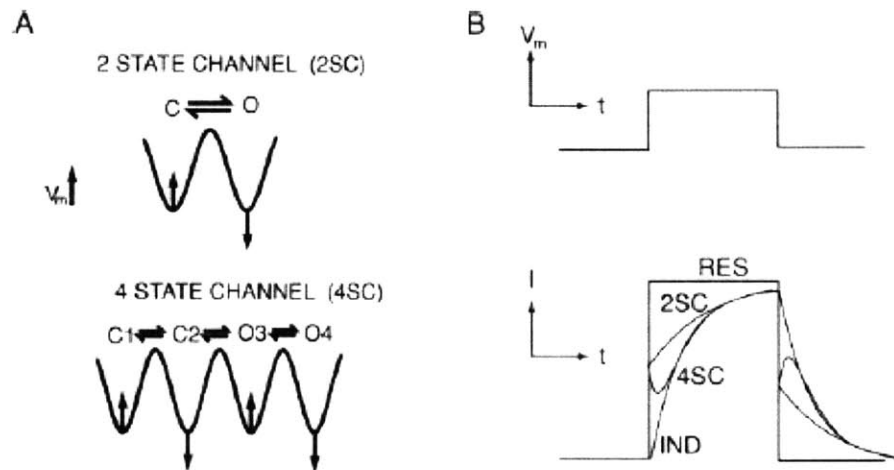 A
2 STATE CHANNEL (2SC)
C ⇌ O
Vm
4 STATE CHANNEL (4SC)
C1 ⇌ C2 ⇌ O3 ⇌ O4
B
Vm
t
I
t
RES
2SC
4SC
IND